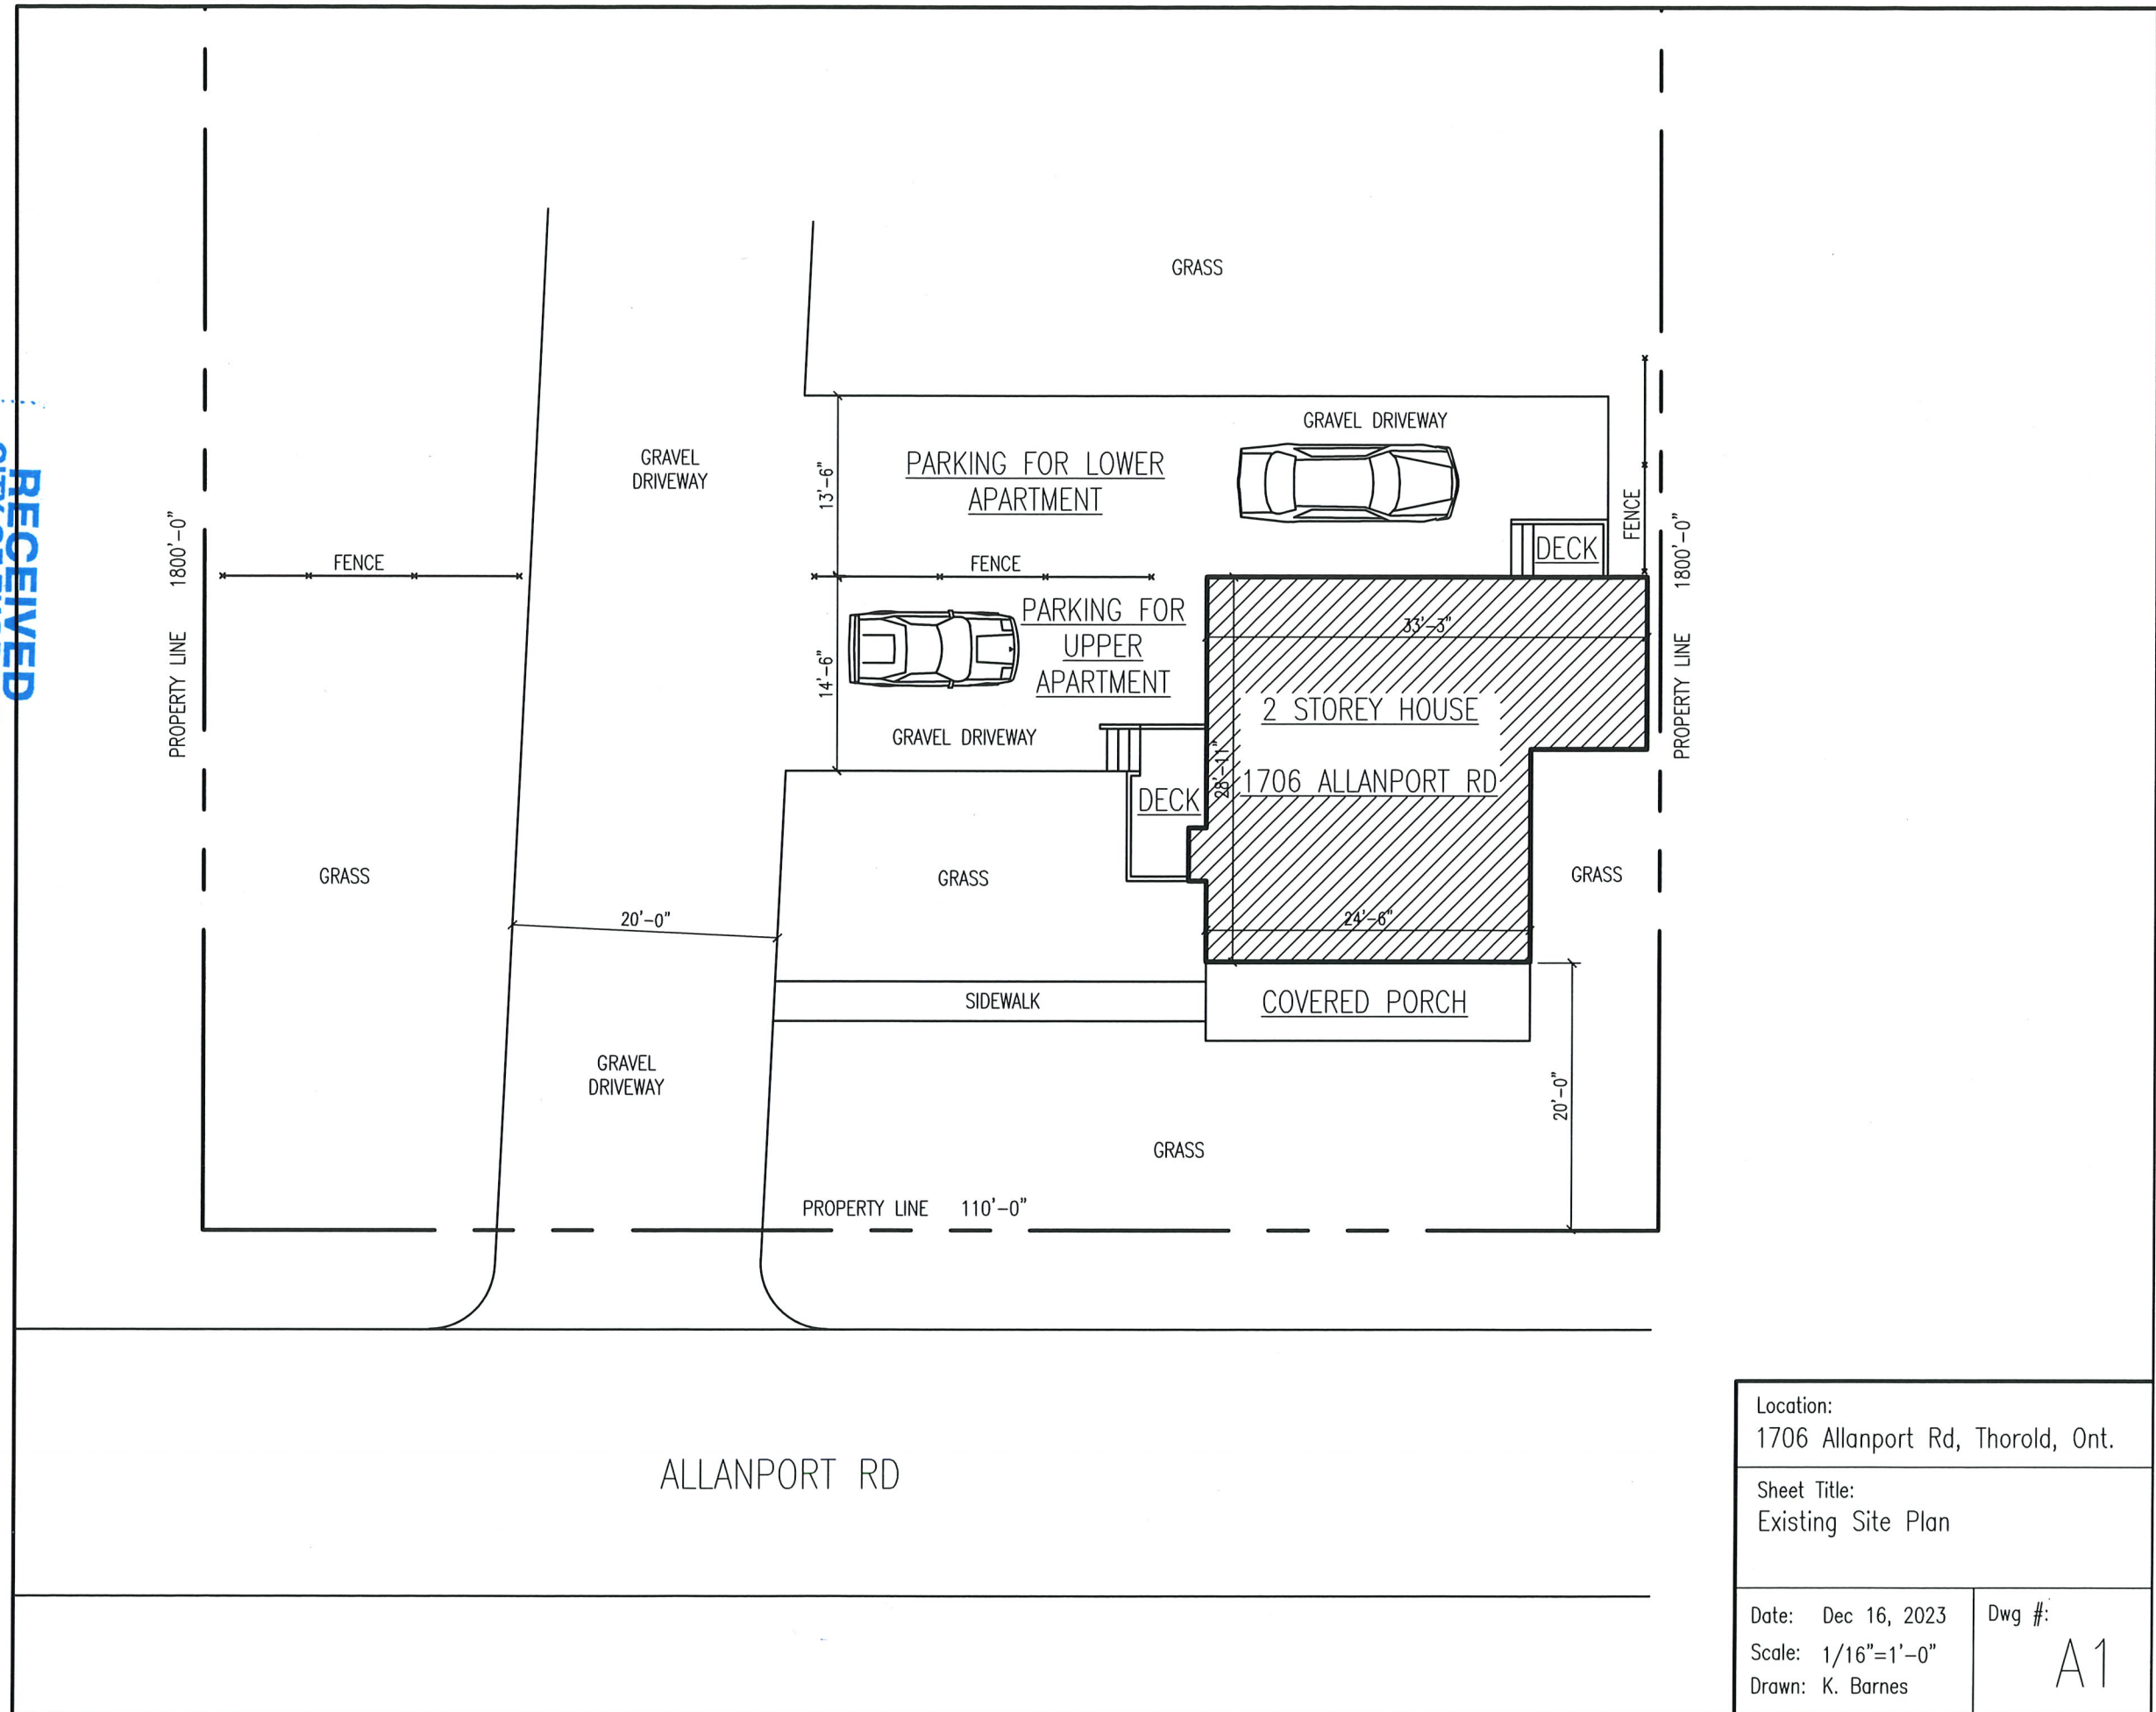 GRASS
GRAVEL DRIVEWAY
GRAVEL
DRIVEWAY
PARKING FOR LOWER
APARTMENT
13'-6"
FENCE
DECK
RECEIVED
PROPERTY LINE 1800'-0"
FENCE
FENCE
PROPERTY LINE 1800'-0"
PARKING FOR
UPPER
APARTMENT
14'-6"
33'-3"
2 STOREY HOUSE
GRAVEL DRIVEWAY
28'-11"
1706 ALLANPORT RD
DECK
GRASS
GRASS
GRASS
20'-0"
24'-6"
SIDEWALK
COVERED PORCH
GRAVEL
DRIVEWAY
20'-0"
GRASS
PROPERTY LINE 110'-0"
ALLANPORT RD
Location:
1706 Allanport Rd, Thorold, Ont.
Sheet Title:
Existing Site Plan
Date: Dec 16, 2023
Scale: 1/16"=1'-0"
Drawn: K. Barnes
Dwg #:
A1